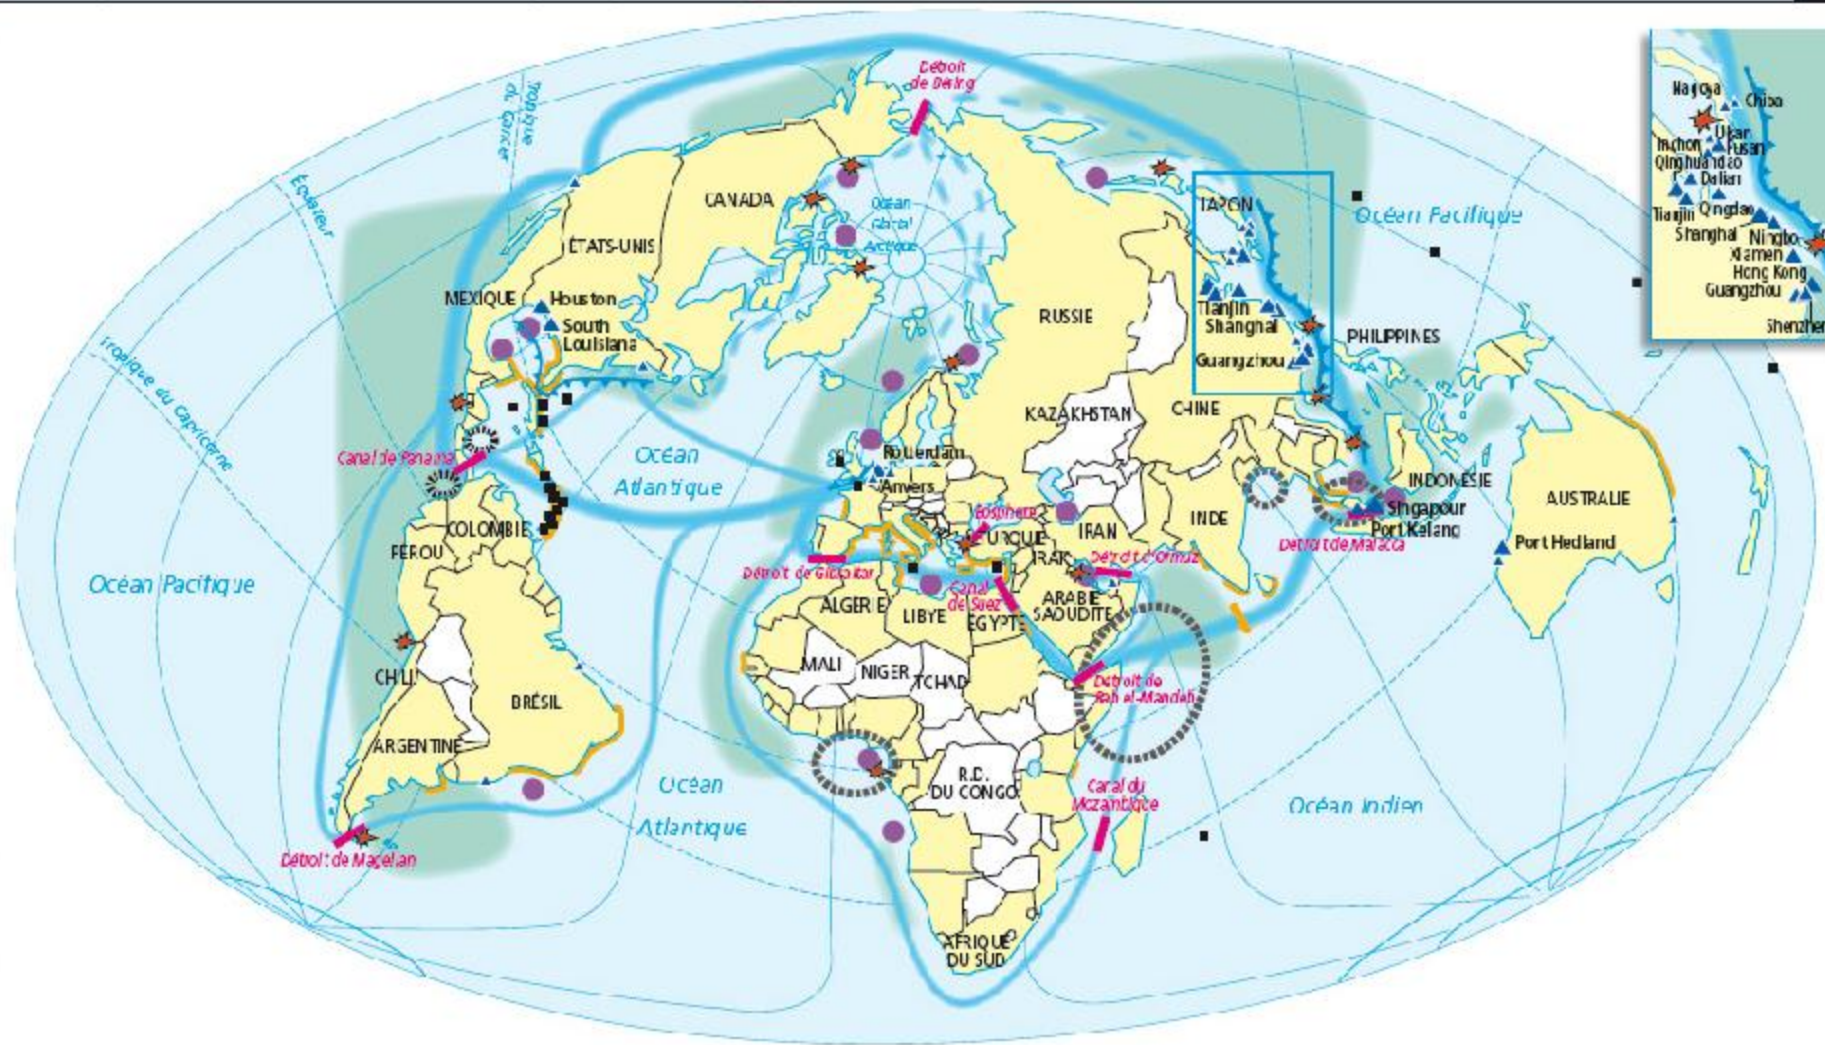 Détroit
de Bering
Tropique
du Cancer
Équateur
Tropique du Capricorne
CANADA
ÉTATS-UNIS
MEXIQUE
Houston
South
Louisiana
Océan
Glacial
Arctique
RUSSIE
JAPON
Océan Pacifique
Tianjin
Shanghai
Guangzhou
PHILIPPINES
KAZAKHSTAN
CHINE
Canal de Panama
Océan
Atlantique
Rotterdam
Anvers
Bosphore
TURQUIE
IRAN
IRAK
INDE
INDONÉSIE
Singapour
Port Kelang
Détroit de Malacca
AUSTRALIE
Port Hedland
COLOMBIE
PÉROU
Océan Pacifique
Détroit de Gibraltar
Canal
de Suez
Détroit d'Ormuz
ALGÉRIE
LIBYE
ÉGYPTE
ARABIE
SAOUDITE
MALI
NIGER
TCHAD
Détroit de
Bab el-Mandeb
CHILI
BRÉSIL
ARGENTINE
R.D.
DU CONGO
Canal du
Mozambique
Océan Indien
Océan
Atlantique
Détroit de Magellan
AFRIQUE
DU SUD
Nagoya
Chiba
Inchon
Fusan
Qinghuandao
Dalian
Tianjin
Qingdao
Shanghai
Ningbo
Xiamen
Hong Kong
Guangzhou
Shenzhen